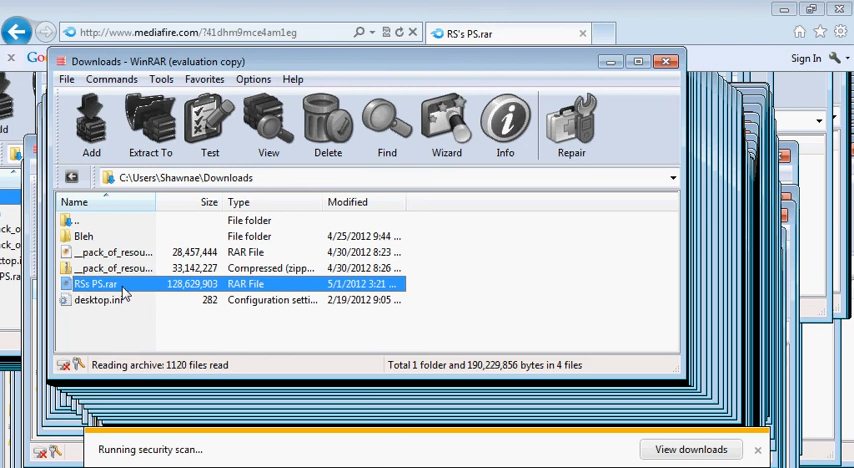 http://www.mediafire.com/?41dhm9mce4am1eg
RS's PS.rar
Sign In
Downloads - WinRAR (evaluation copy)
File Commands Tools Favorites Options Help
Add Extract To Test View Delete Find Wizard Info Repair
C:\Users\Shawnae\Downloads
Name Size Type Modified
.. File folder
Bleh File folder 4/25/2012 9:44 ...
__pack_of_resou... 28,457,444 RAR File 4/30/2012 8:23 ...
__pack_of_resou... 33,142,227 Compressed (zipp... 4/30/2012 8:26 ...
RSs PS.rar 128,629,903 RAR File 5/1/2012 3:21 ...
desktop.ini 282 Configuration setti... 2/19/2012 9:05 ...
Reading archive: 1120 files read
Total 1 folder and 190,229,856 bytes in 4 files
Running security scan...
View downloads